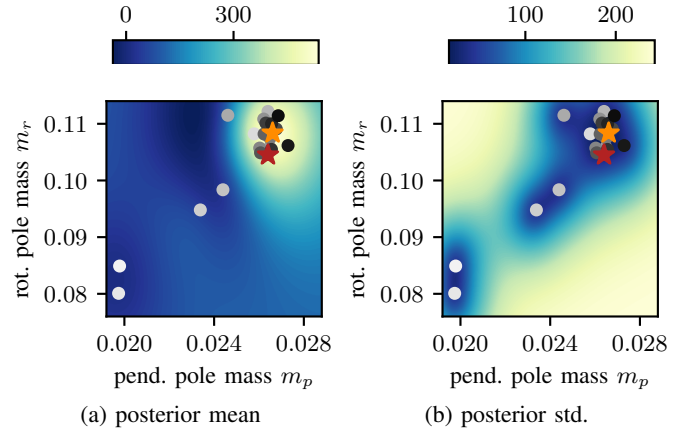 0 300
100 200
rot. pole mass m_r
0.11
0.10
0.09
0.08
0.020 0.024 0.028
pend. pole mass m_p
(a) posterior mean
rot. pole mass m_r
0.11
0.10
0.09
0.08
0.020 0.024 0.028
pend. pole mass m_p
(b) posterior std.